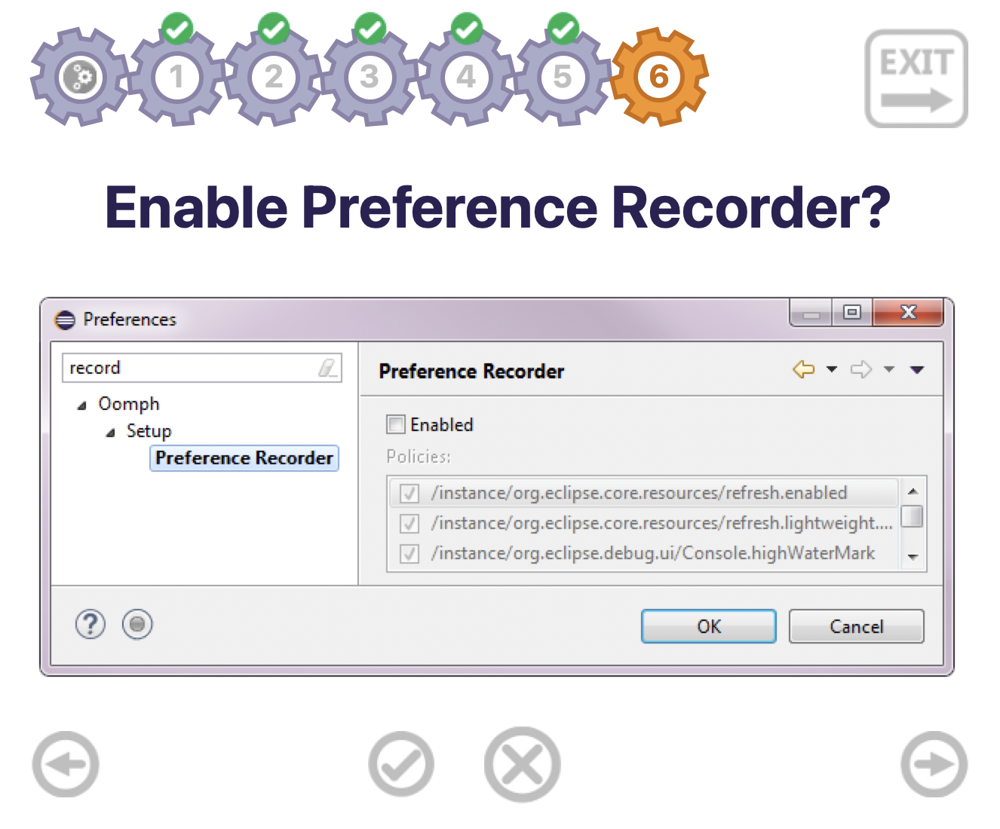 1 2 3 4 5 6
EXIT
Enable Preference Recorder?
Preferences
record
Oomph
Setup
Preference Recorder
Preference Recorder
Enabled
Policies:
/instance/org.eclipse.core.resources/refresh.enabled
/instance/org.eclipse.core.resources/refresh.lightweight....
/instance/org.eclipse.debug.ui/Console.highWaterMark
?
OK Cancel